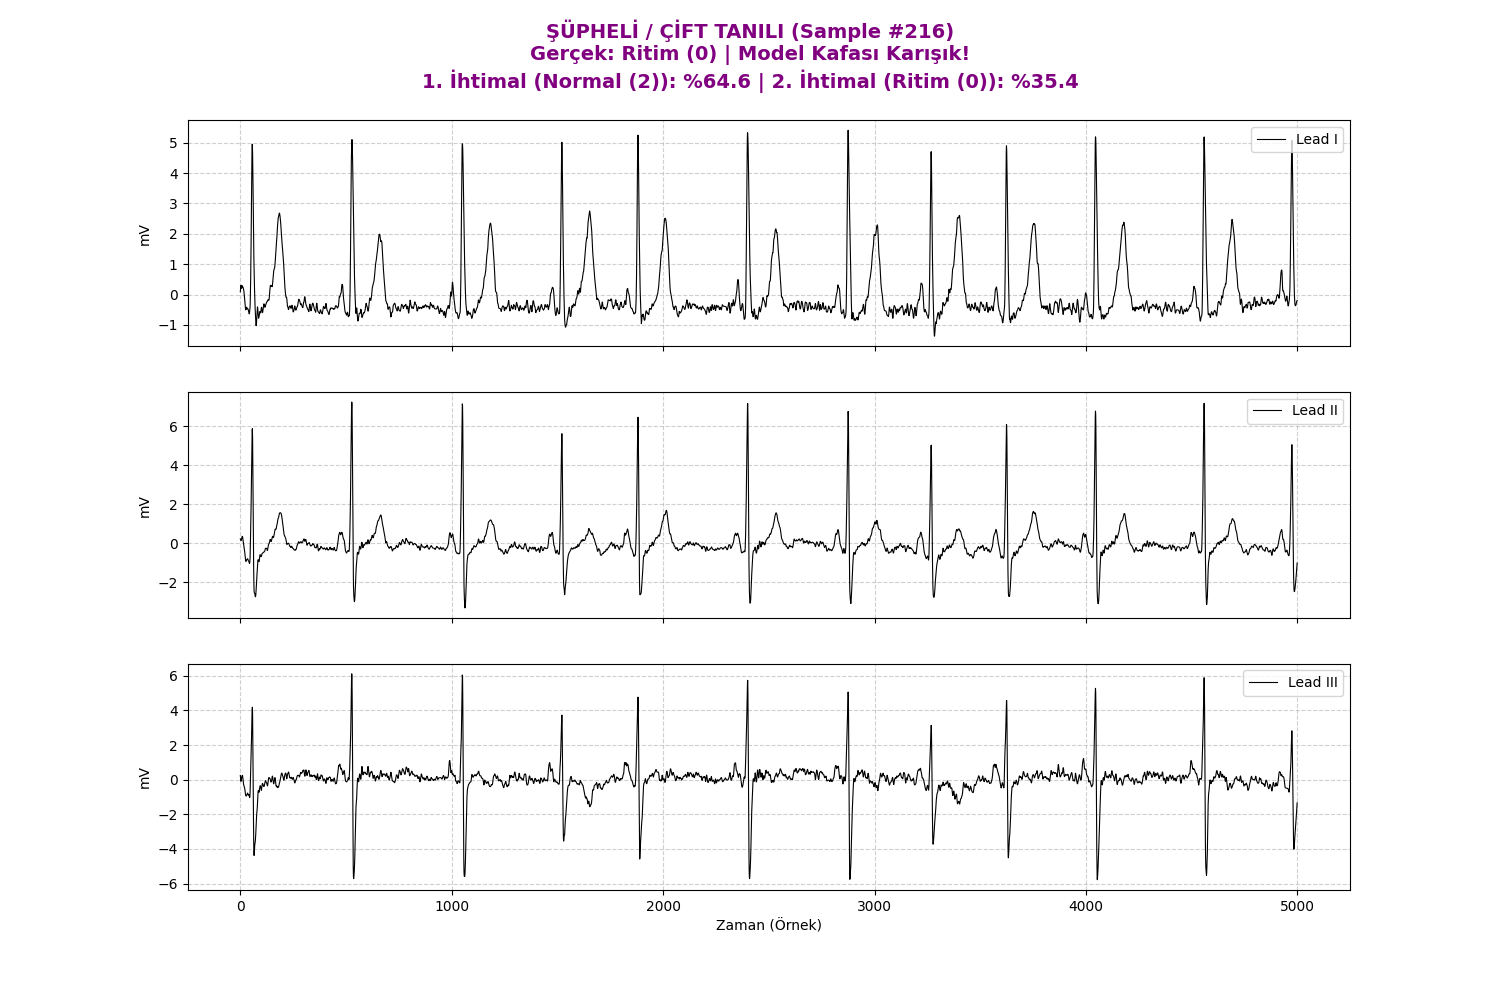 ŞÜPHELİ / ÇİFT TANILI (Sample #216)
Gerçek: Ritim (0) | Model Kafası Karışık!
1. İhtimal (Normal (2)): %64.6 | 2. İhtimal (Ritim (0)): %35.4
Lead I
mV
5
4
3
2
1
0
−1
Lead II
mV
6
4
2
0
−2
Lead III
mV
6
4
2
0
−2
−4
−6
0 1000 2000 3000 4000 5000
Zaman (Örnek)